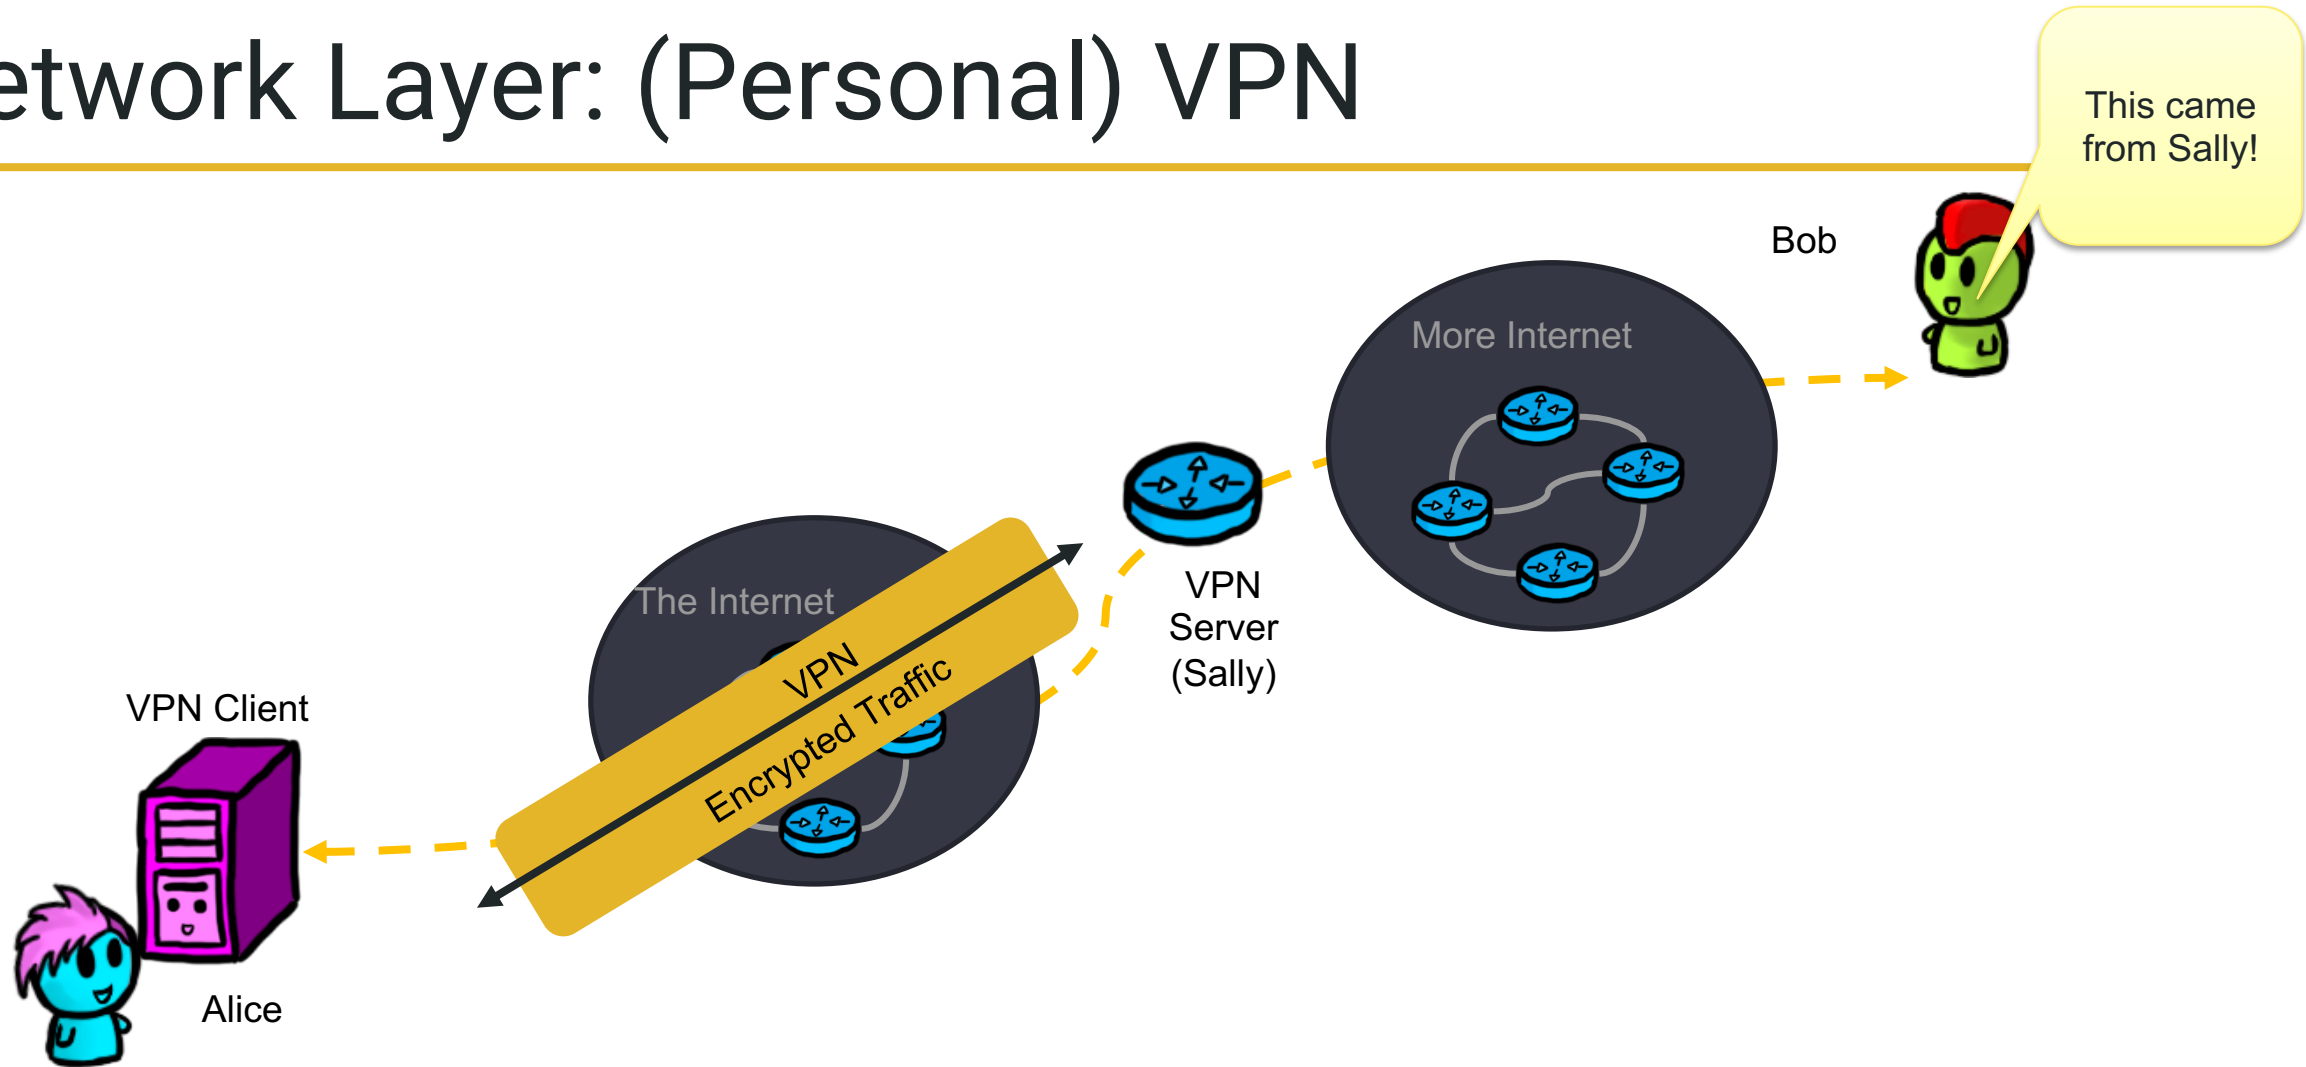 etwork Layer: (Personal) VPN
This came
from Sally!
Bob
More Internet
The Internet
VPN
Server
(Sally)
VPN
Encrypted Traffic
VPN Client
Alice